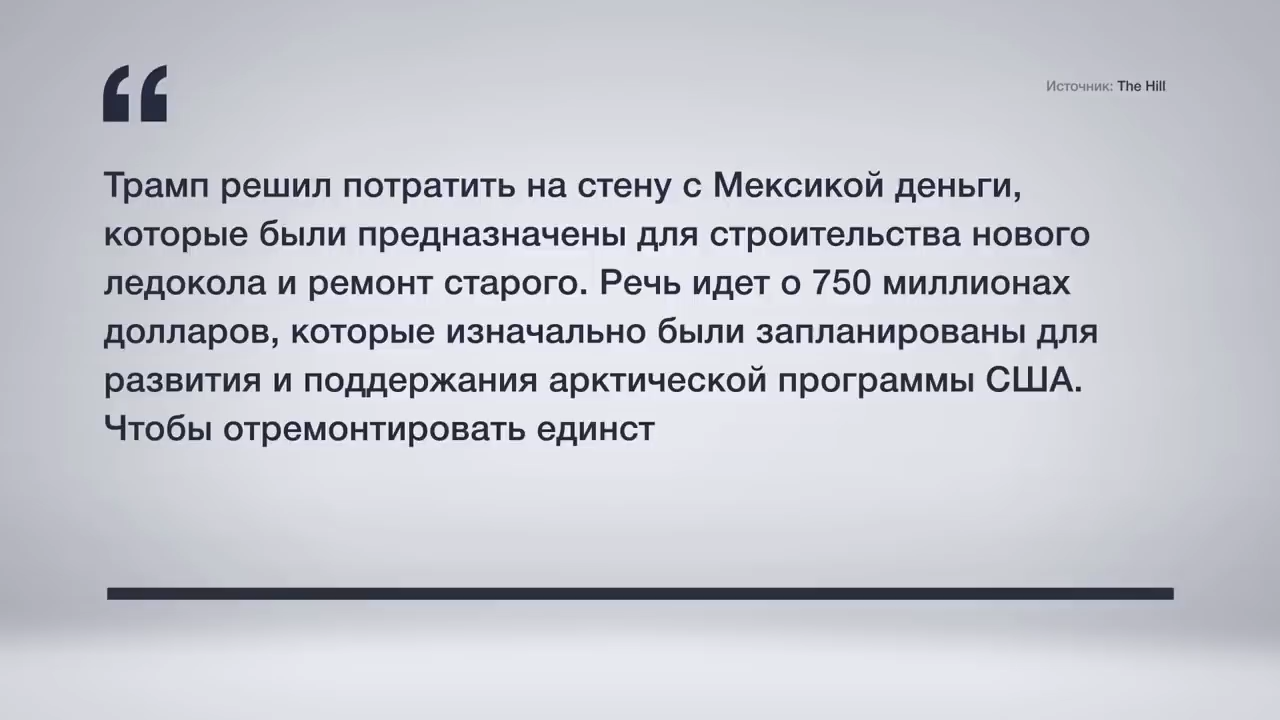 “
Источник: The Hill
Трамп решил потратить на стену с Мексикой деньги,
которые были предназначены для строительства нового
ледокола и ремонт старого. Речь идет о 750 миллионах
долларов, которые изначально были запланированы для
развития и поддержания арктической программы США.
Чтобы отремонтировать единст